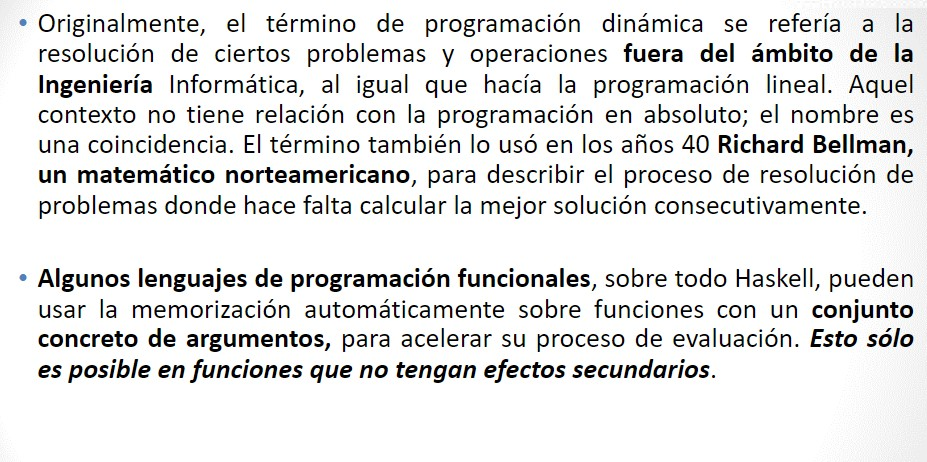 • Originalmente, el término de programación dinámica se refería a la
resolución de ciertos problemas y operaciones fuera del ámbito de la
Ingeniería Informática, al igual que hacía la programación lineal. Aquel
contexto no tiene relación con la programación en absoluto; el nombre es
una coincidencia. El término también lo usó en los años 40 Richard Bellman,
un matemático norteamericano, para describir el proceso de resolución de
problemas donde hace falta calcular la mejor solución consecutivamente.
• Algunos lenguajes de programación funcionales, sobre todo Haskell, pueden
usar la memorización automáticamente sobre funciones con un conjunto
concreto de argumentos, para acelerar su proceso de evaluación. Esto sólo
es posible en funciones que no tengan efectos secundarios.